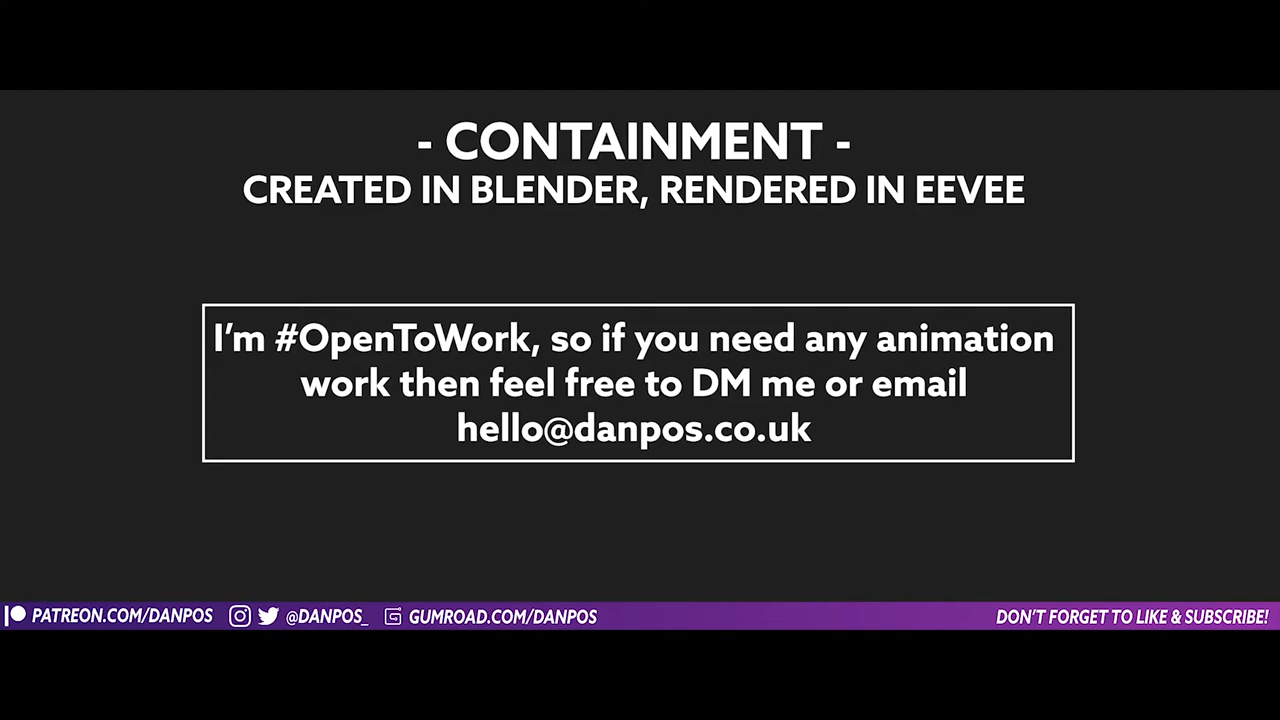 - CONTAINMENT -
CREATED IN BLENDER, RENDERED IN EEVEE
I'm #OpenToWork, so if you need any animation
work then feel free to DM me or email
hello@danpos.co.uk
PATREON.COM/DANPOS @DANPOS_ GUMROAD.COM/DANPOS DON'T FORGET TO LIKE & SUBSCRIBE!